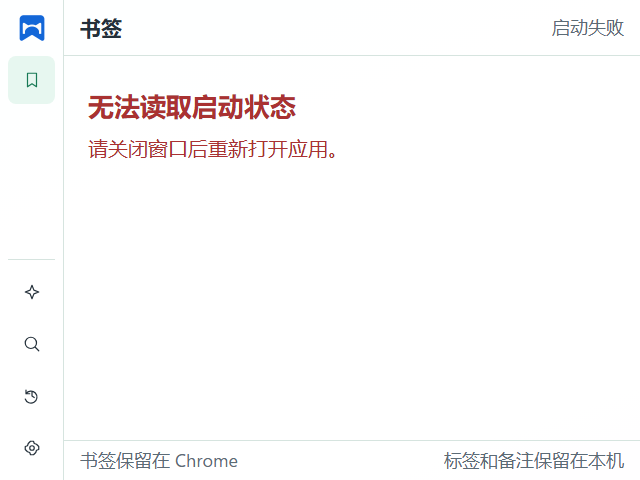 书签
启动失败
无法读取启动状态
请关闭窗口后重新打开应用。
书签保留在 Chrome
标签和备注保留在本机